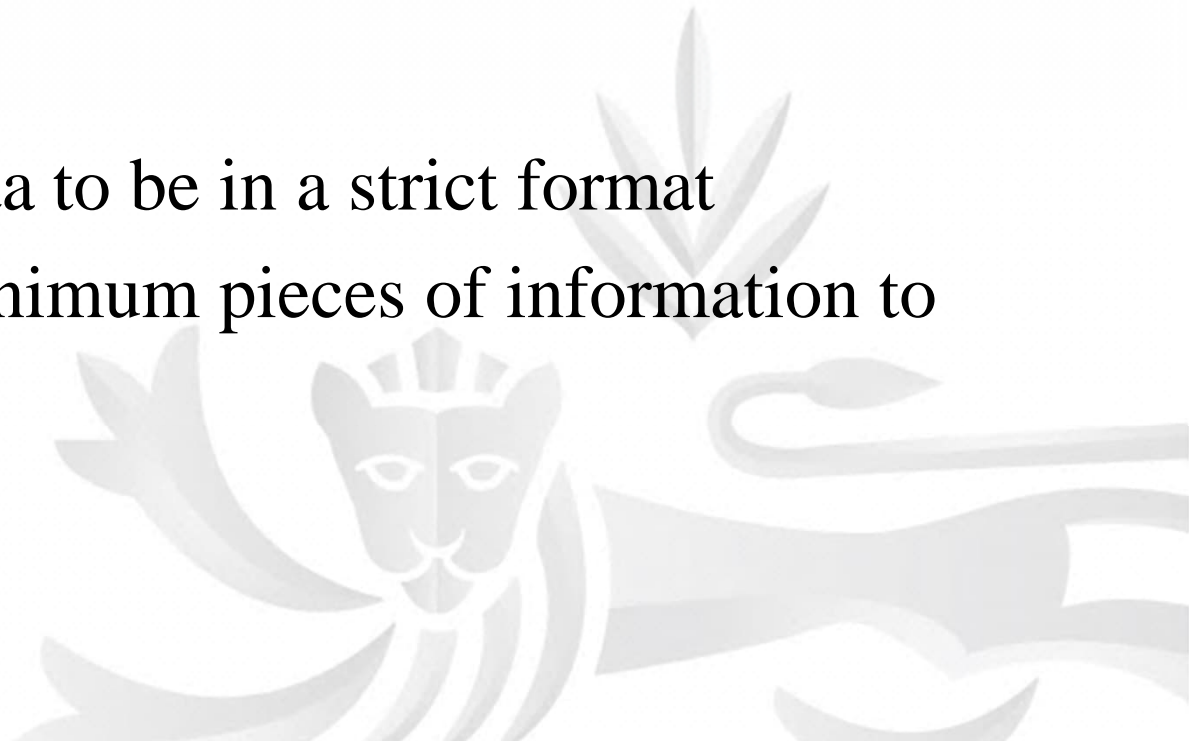 a to be in a strict format
nimum pieces of information to